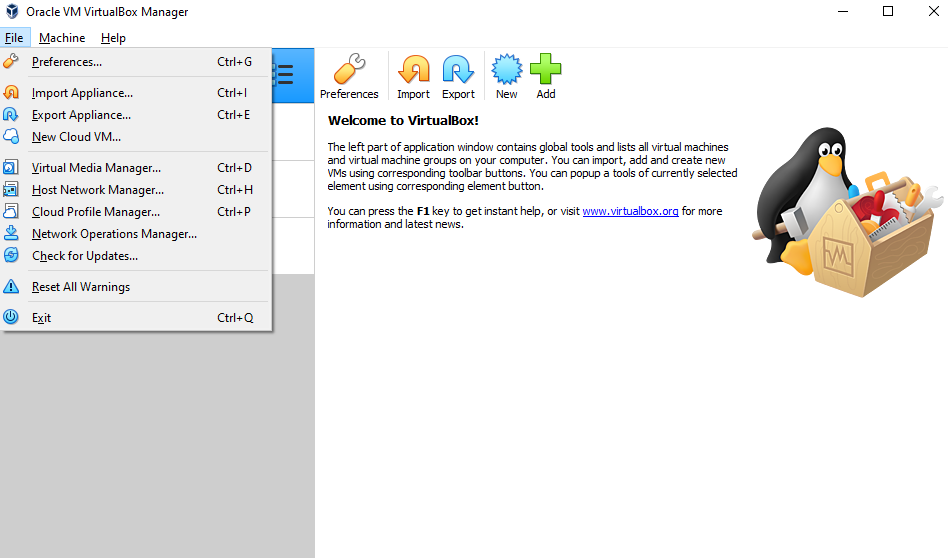 Oracle VM VirtualBox Manager
File Machine Help
Preferences... Ctrl+G
Import Appliance... Ctrl+I
Export Appliance... Ctrl+E
New Cloud VM...
Virtual Media Manager... Ctrl+D
Host Network Manager... Ctrl+H
Cloud Profile Manager... Ctrl+P
Network Operations Manager...
Check for Updates...
Reset All Warnings
Exit Ctrl+Q
Preferences Import Export New Add
Welcome to VirtualBox!
The left part of application window contains global tools and lists all virtual machines
and virtual machine groups on your computer. You can import, add and create new
VMs using corresponding toolbar buttons. You can popup a tools of currently selected
element using corresponding element button.
You can press the F1 key to get instant help, or visit www.virtualbox.org for more
information and latest news.